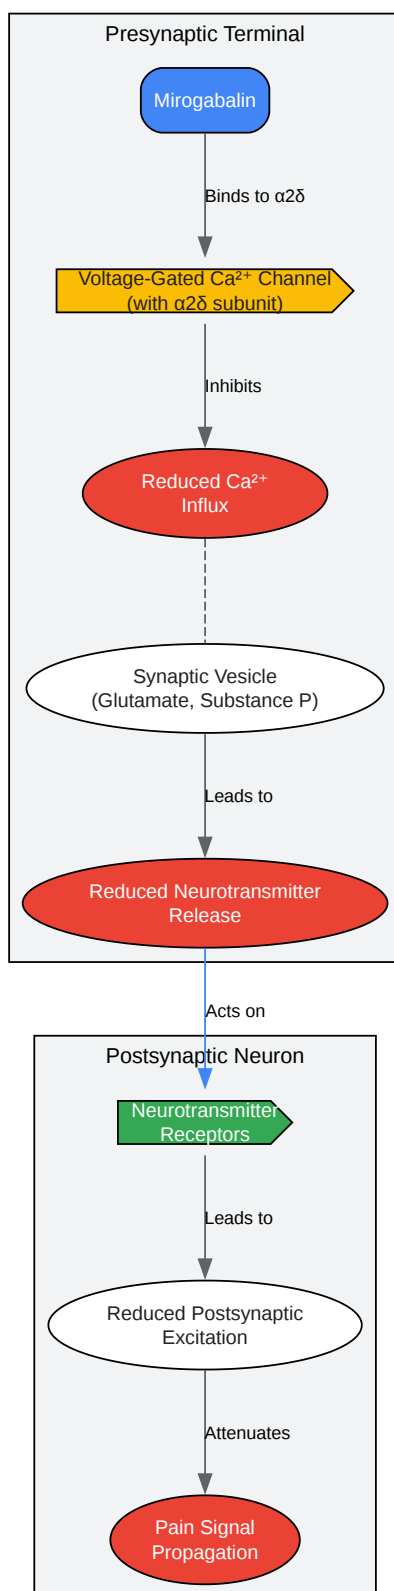 Presynaptic Terminal
Mirogabalin
Binds to α2δ
Voltage-Gated Ca²⁺ Channel
(with α2δ subunit)
Inhibits
Reduced Ca²⁺
Influx
Synaptic Vesicle
(Glutamate, Substance P)
Leads to
Reduced Neurotransmitter
Release
Acts on
Postsynaptic Neuron
Neurotransmitter
Receptors
Leads to
Reduced Postsynaptic
Excitation
Attenuates
Pain Signal
Propagation